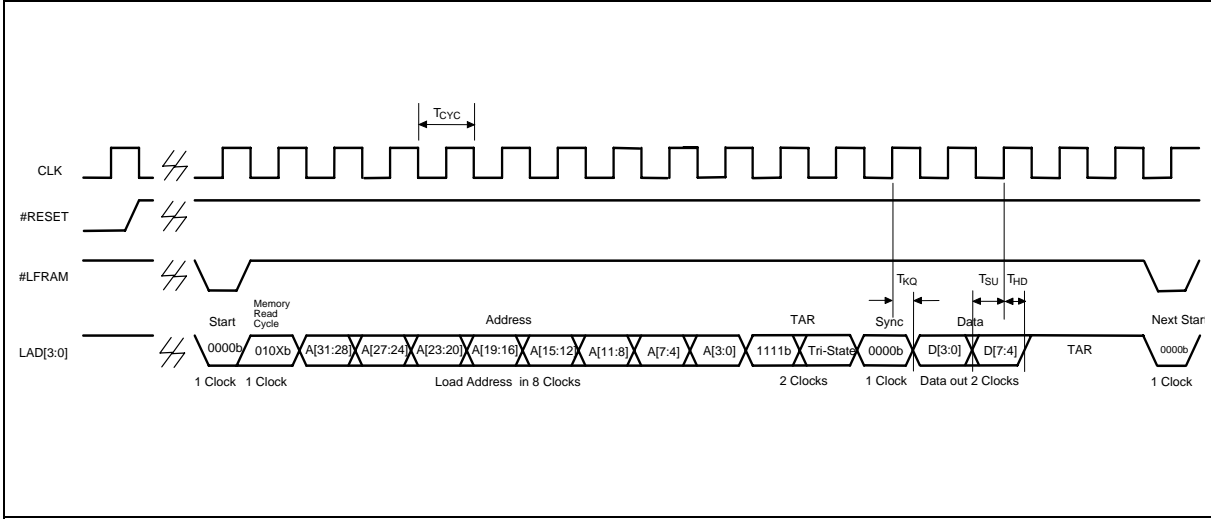 TCYC
CLK
#RESET
#LFRAM
TKQ TSU THD
Start Memory Read Cycle Address TAR Sync Data Next Start
LAD[3:0] 0000b 010Xb A[31:28] A[27:24] A[23:20] A[19:16] A[15:12] A[11:8] A[7:4] A[3:0] 1111b Tri-State 0000b D[3:0] D[7:4] TAR 0000b
1 Clock 1 Clock Load Address in 8 Clocks 2 Clocks 1 Clock Data out 2 Clocks 1 Clock